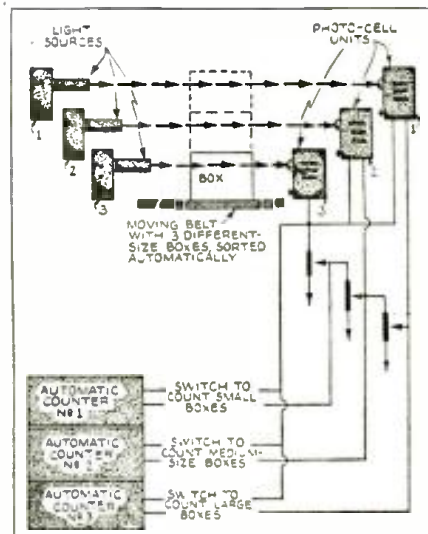 LIGHT
SOURCES
PHOTO-CELL
UNITS
1
2
3
1
2
3
BOX
MOVING BELT
WITH 3 DIFFERENT-
SIZE BOXES, SORTED
AUTOMATICALLY
AUTOMATIC
COUNTER
Nº 1
SWITCH TO
COUNT SMALL
BOXES
AUTOMATIC
COUNTER
Nº 2
SWITCH TO
COUNT MEDIUM-
SIZE BOXES
AUTOMATIC
COUNTER
Nº 3
SWITCH TO
COUNT LARGE
BOXES